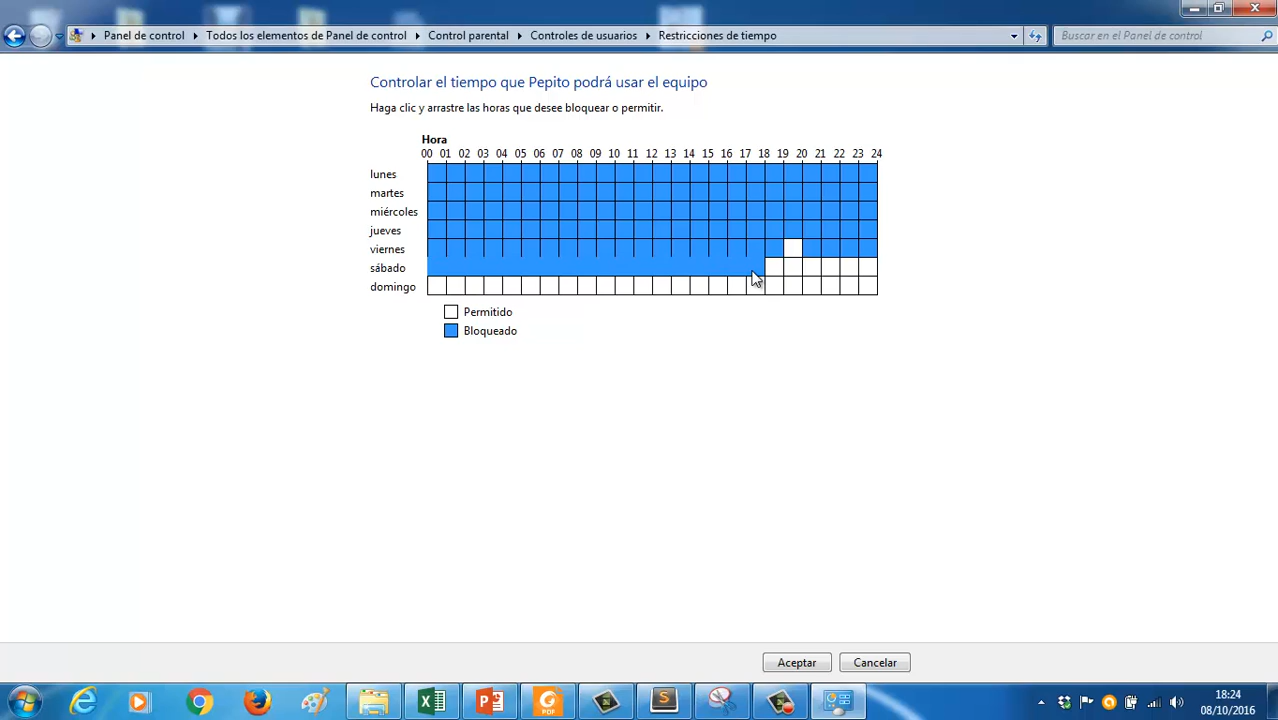 Panel de control
Todos los elementos de Panel de control
Control parental
Controles de usuarios
Restricciones de tiempo
Buscar en el Panel de control
Controlar el tiempo que Pepito podrá usar el equipo
Haga clic y arrastre las horas que desee bloquear o permitir.
Hora
00 01 02 03 04 05 06 07 08 09 10 11 12 13 14 15 16 17 18 19 20 21 22 23 24
lunes
martes
miércoles
jueves
viernes
sábado
domingo
Permitido
Bloqueado
Aceptar
Cancelar
PDF
S
18:24
08/10/2016